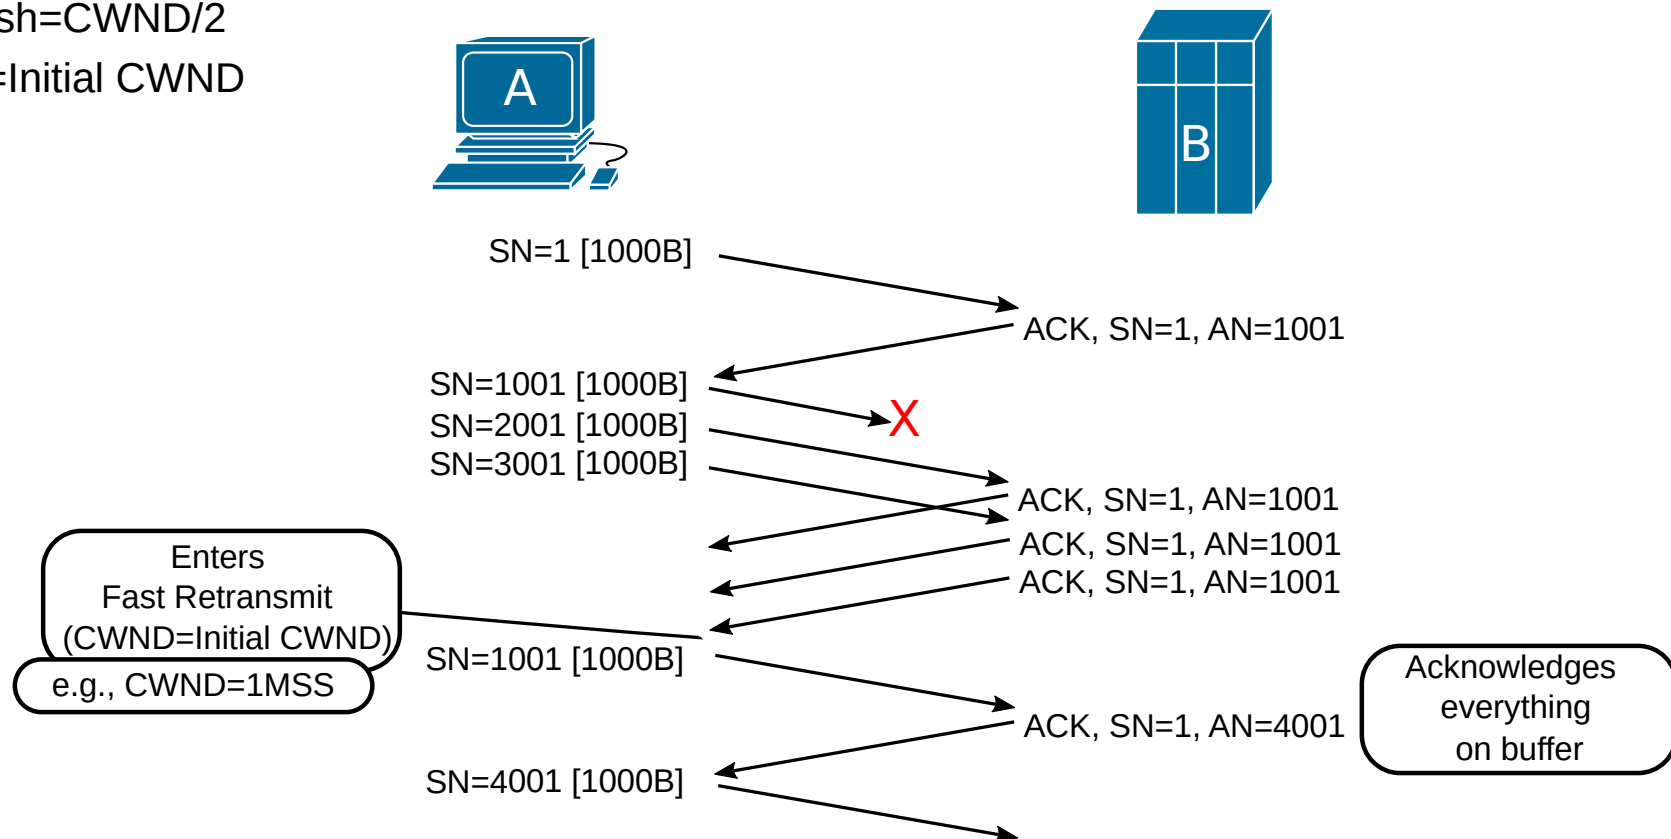 sh=CWND/2
=Initial CWND
A
B
SN=1 [1000B]
ACK, SN=1, AN=1001
SN=1001 [1000B]
X
SN=2001 [1000B]
SN=3001 [1000B]
ACK, SN=1, AN=1001
ACK, SN=1, AN=1001
ACK, SN=1, AN=1001
Enters
Fast Retransmit
(CWND=Initial CWND)
e.g., CWND=1MSS
SN=1001 [1000B]
ACK, SN=1, AN=4001
Acknowledges
everything
on buffer
SN=4001 [1000B]